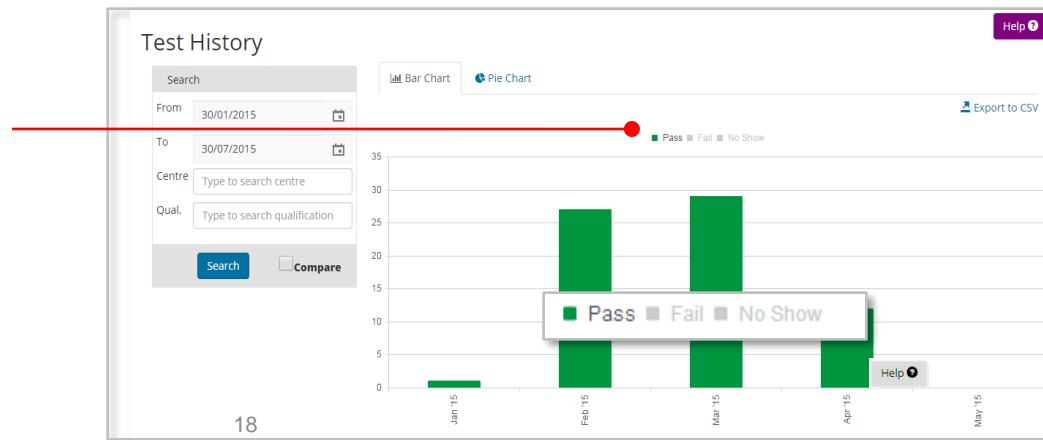 Help
Test History
Search
From 30/01/2015
To 30/07/2015
Centre Type to search centre
Qual. Type to search qualification
Search Compare
Bar Chart Pie Chart
Export to CSV
Pass Fail No Show
35
30
25
20
15
10
5
0
Pass Fail No Show
Help
Jan '15 Feb '15 Mar '15 Apr '15 May '15
18